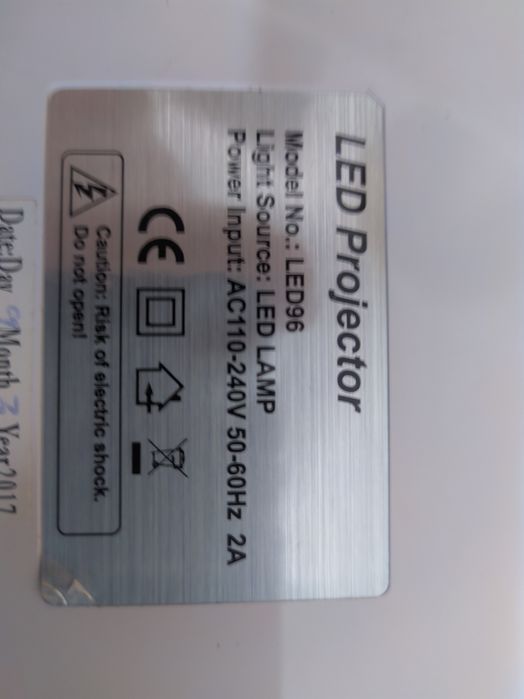 LED Projector
Model No.: LED96
Light Source: LED LAMP
Power Input: AC110-240V 50-60Hz 2A
CE
Caution: Risk of electric shock.
Do not open!
Date:Day 9 Month 3 Year2017